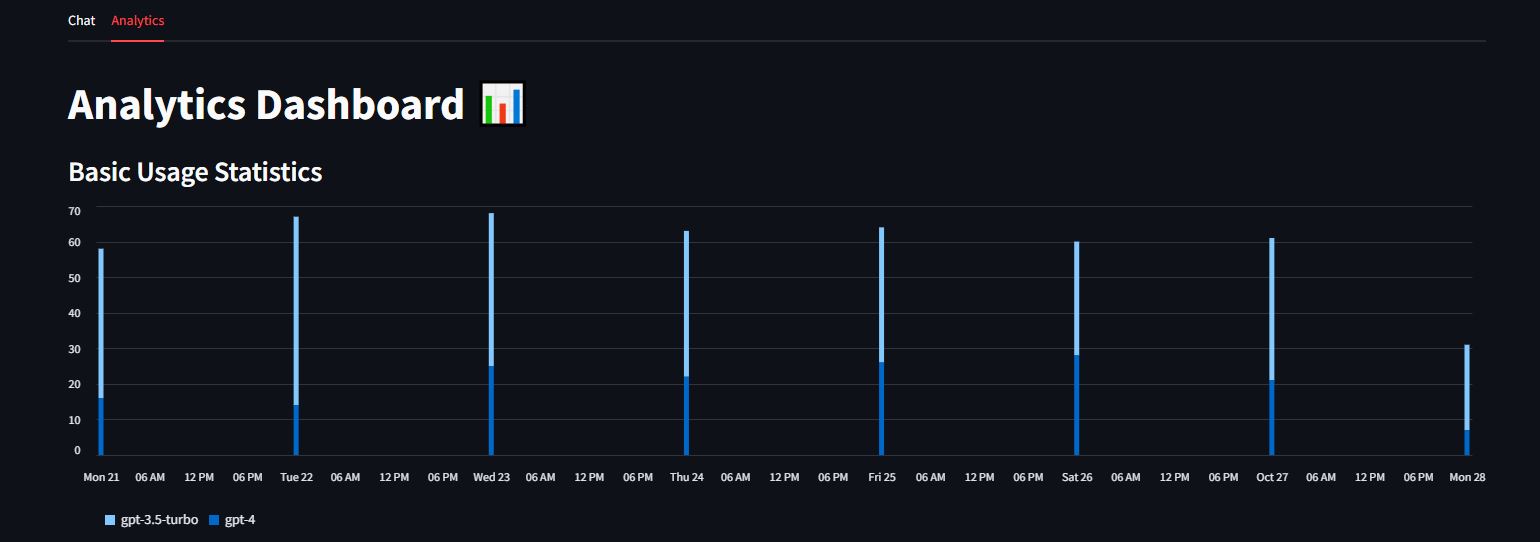 Chat Analytics
Analytics Dashboard
Basic Usage Statistics
70
60
50
40
30
20
10
0
Mon 21 06 AM 12 PM 06 PM Tue 22 06 AM 12 PM 06 PM Wed 23 06 AM 12 PM 06 PM Thu 24 06 AM 12 PM 06 PM Fri 25 06 AM 12 PM 06 PM Sat 26 06 AM 12 PM 06 PM Oct 27 06 AM 12 PM 06 PM Mon 28
gpt-3.5-turbo gpt-4